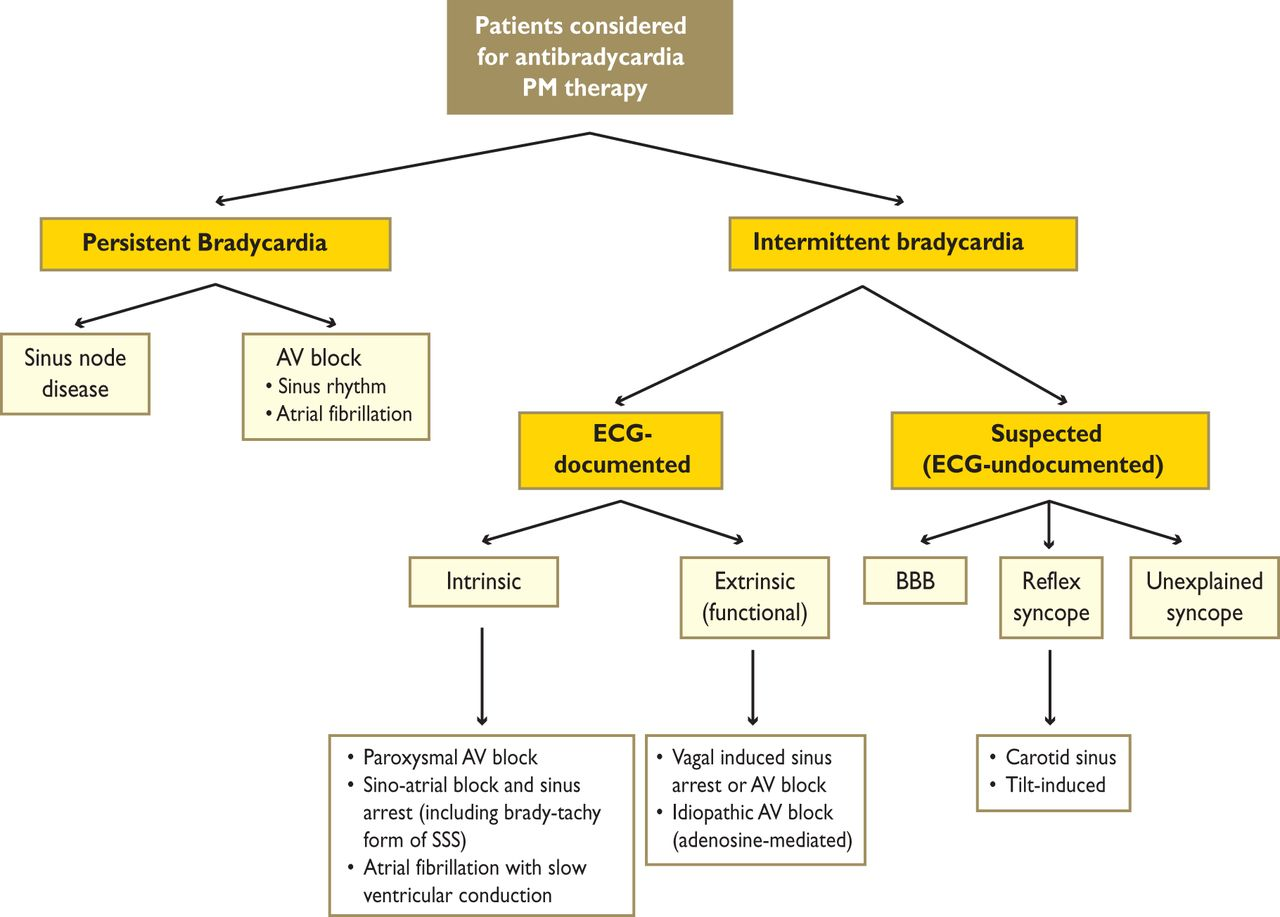 Patients considered
for antibradycardia
PM therapy
Persistent Bradycardia
Intermittent bradycardia
Sinus node
disease
AV block
• Sinus rhythm
• Atrial fibrillation
ECG-
documented
Suspected
(ECG-undocumented)
Intrinsic
Extrinsic
(functional)
BBB
Reflex
syncope
Unexplained
syncope
• Paroxysmal AV block
• Sino-atrial block and sinus
arrest (including brady-tachy
form of SSS)
• Atrial fibrillation with slow
ventricular conduction
• Vagal induced sinus
arrest or AV block
• Idiopathic AV block
(adenosine-mediated)
• Carotid sinus
• Tilt-induced